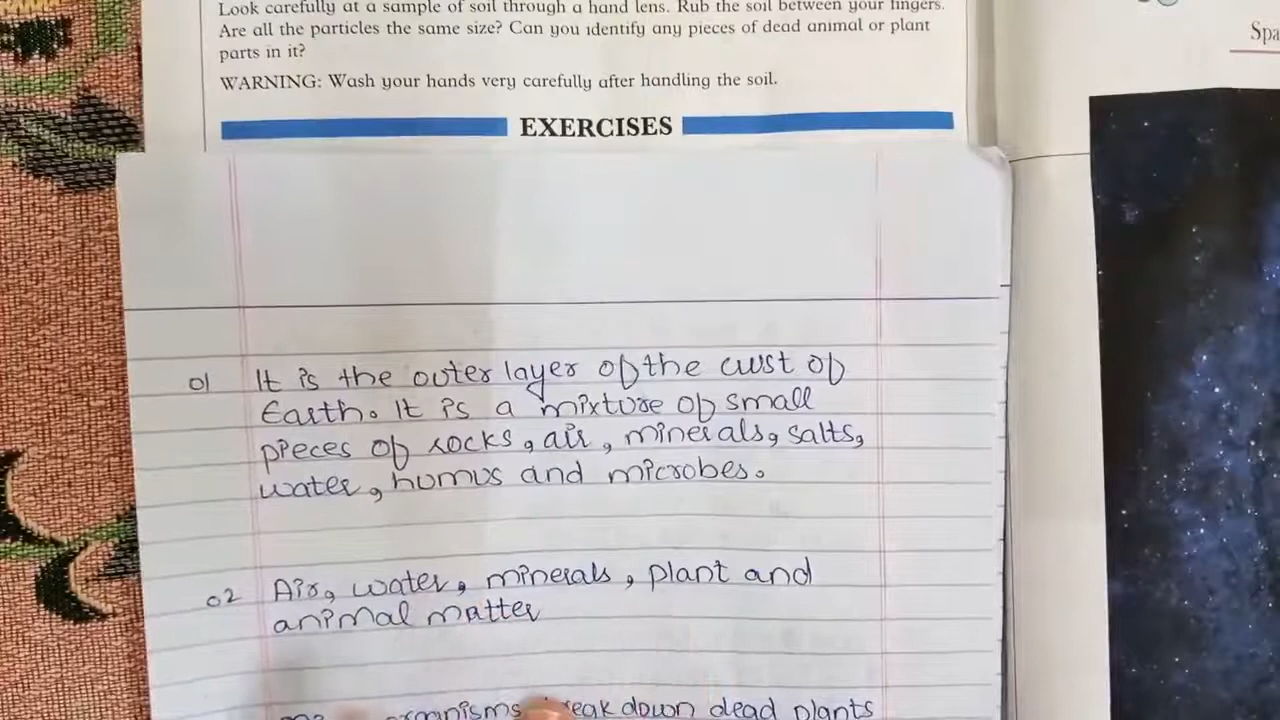 Look carefully at a sample of soil through a hand lens. Rub the soil between your fingers.
Are all the particles the same size? Can you identify any pieces of dead animal or plant
parts in it?
WARNING: Wash your hands very carefully after handling the soil.
EXERCISES
Spa
01 It is the outer layer of the crust of
Earth. It is a mixture of small
pieces of rocks, air, minerals, salts,
water, humus and microbes.
02 Air, water, minerals, plant and
animal matter
down dead plants